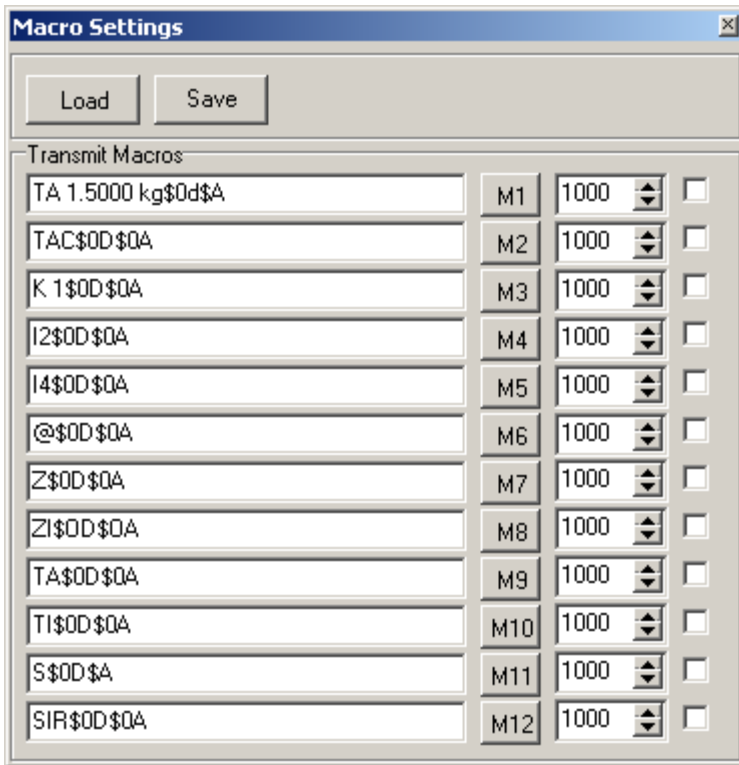 Macro Settings
Load Save
Transmit Macros
TA 1.5000 kg$0d$A M1 1000
TAC$0D$0A M2 1000
K 1$0D$0A M3 1000
I2$0D$0A M4 1000
I4$0D$0A M5 1000
@$0D$0A M6 1000
Z$0D$0A M7 1000
ZI$0D$0A M8 1000
TA$0D$0A M9 1000
TI$0D$0A M10 1000
S$0D$A M11 1000
SIR$0D$0A M12 1000